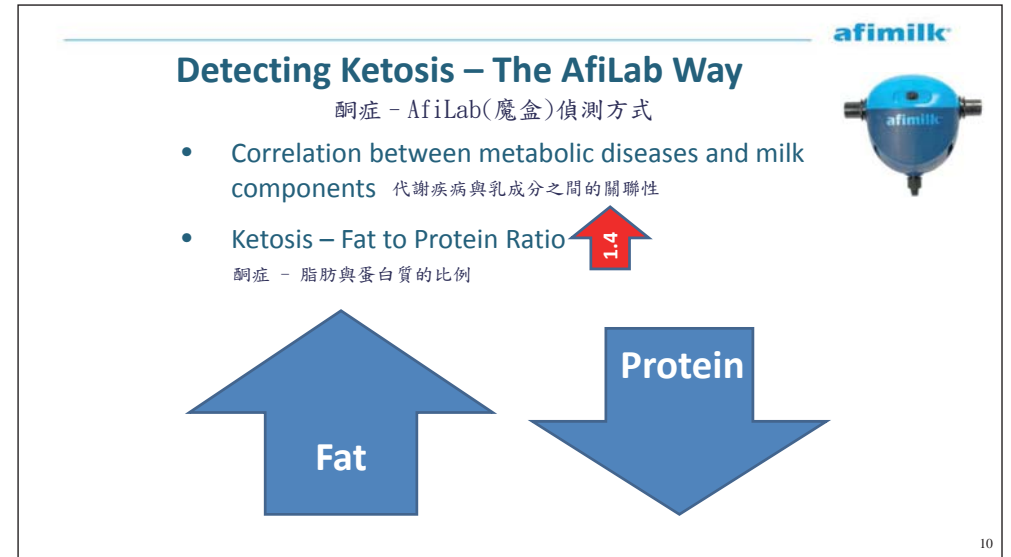 afimilk
Detecting Ketosis – The AfiLab Way
酮症 – AfiLab(魔盒)偵測方式
afimilk
• Correlation between metabolic diseases and milk
components 代謝疾病與乳成分之間的關聯性
• Ketosis – Fat to Protein Ratio 1.4
酮症 – 脂肪與蛋白質的比例
Protein
Fat
10